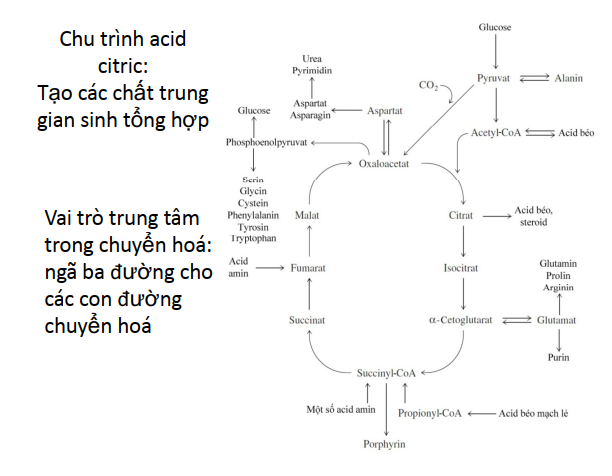 Chu trình acid
citric:
Tạo các chất trung
gian sinh tổng hợp
Vai trò trung tâm
trong chuyển hoá:
ngã ba đường cho
các con đường
chuyển hoá
Glucose
Pyruvat
Alanin
CO2
Acetyl-CoA
Acid béo
Urea
Pyrimidin
Aspartat
Asparagin
Aspartat
Glucose
Phosphoenolpyruvat
Oxaloacetat
Serin
Glycin
Cystein
Phenylalanin
Tyrosin
Tryptophan
Malat
Citrat
Acid béo,
steroid
Acid
amin
Fumarat
Isocitrat
Glutamin
Prolin
Arginin
Succinat
α-Cetoglutarat
Glutamat
Purin
Succinyl-CoA
Một số acid amin
Propionyl-CoA
Acid béo mạch lẻ
Porphyrin